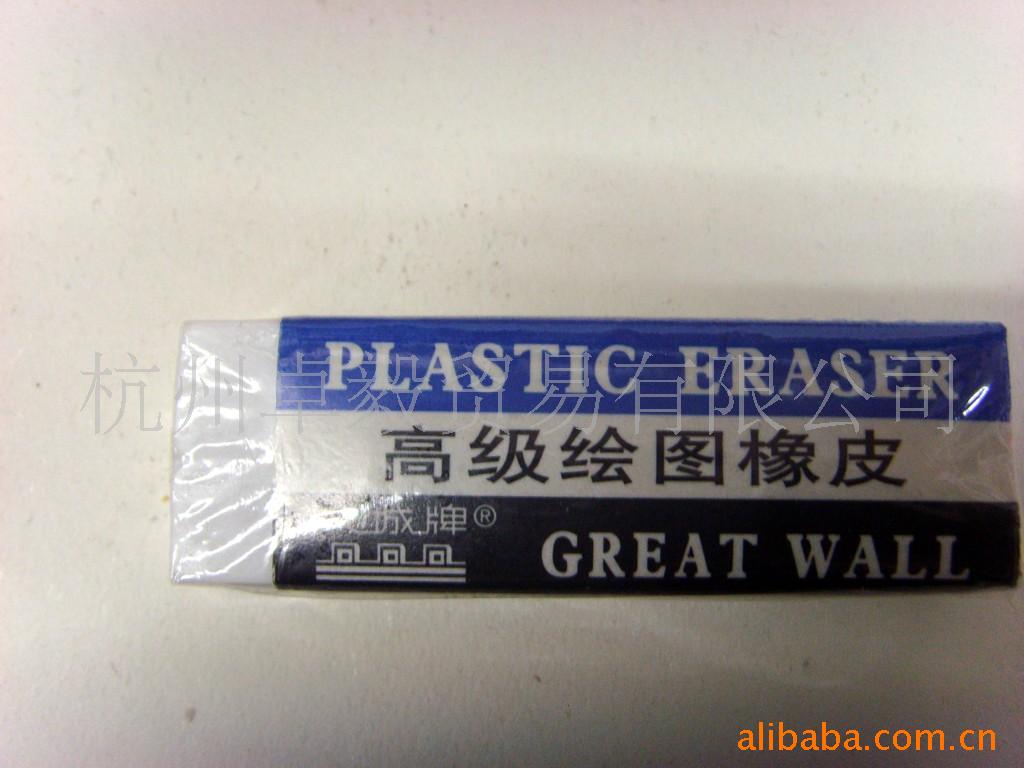 PLASTIC ERASER
杭州卓毅贸易有限公司
高级绘图橡皮
城牌®
GREAT WALL
alibaba.com.cn